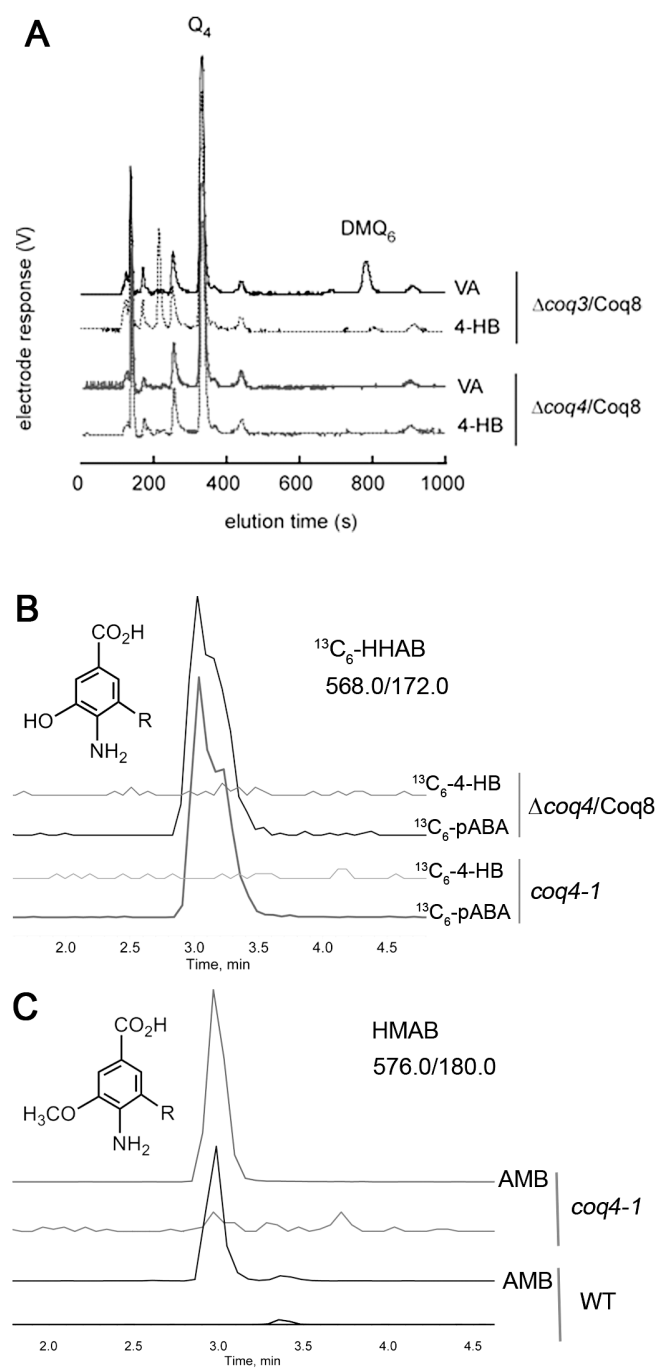 A
Q4
DMQ6
electrode response (V)
VA
4-HB
Δcoq3/Coq8
VA
4-HB
Δcoq4/Coq8
0 200 400 600 800 1000
elution time (s)
B
CO2H
HO
R
NH2
13C6-HHAB
568.0/172.0
13C6-4-HB
13C6-pABA
Δcoq4/Coq8
13C6-4-HB
13C6-pABA
coq4-1
2.0 2.5 3.0 3.5 4.0 4.5
Time, min
C
CO2H
H3CO
R
NH2
HMAB
576.0/180.0
AMB
coq4-1
AMB
WT
2.0 2.5 3.0 3.5 4.0 4.5
Time, min